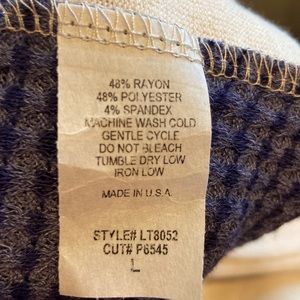 48% RAYON
48% POLYESTER
4% SPANDEX
MACHINE WASH COLD
GENTLE CYCLE
DO NOT BLEACH
TUMBLE DRY LOW
IRON LOW
MADE IN U.S.A.
STYLE# LT8052
CUT# P6545
L